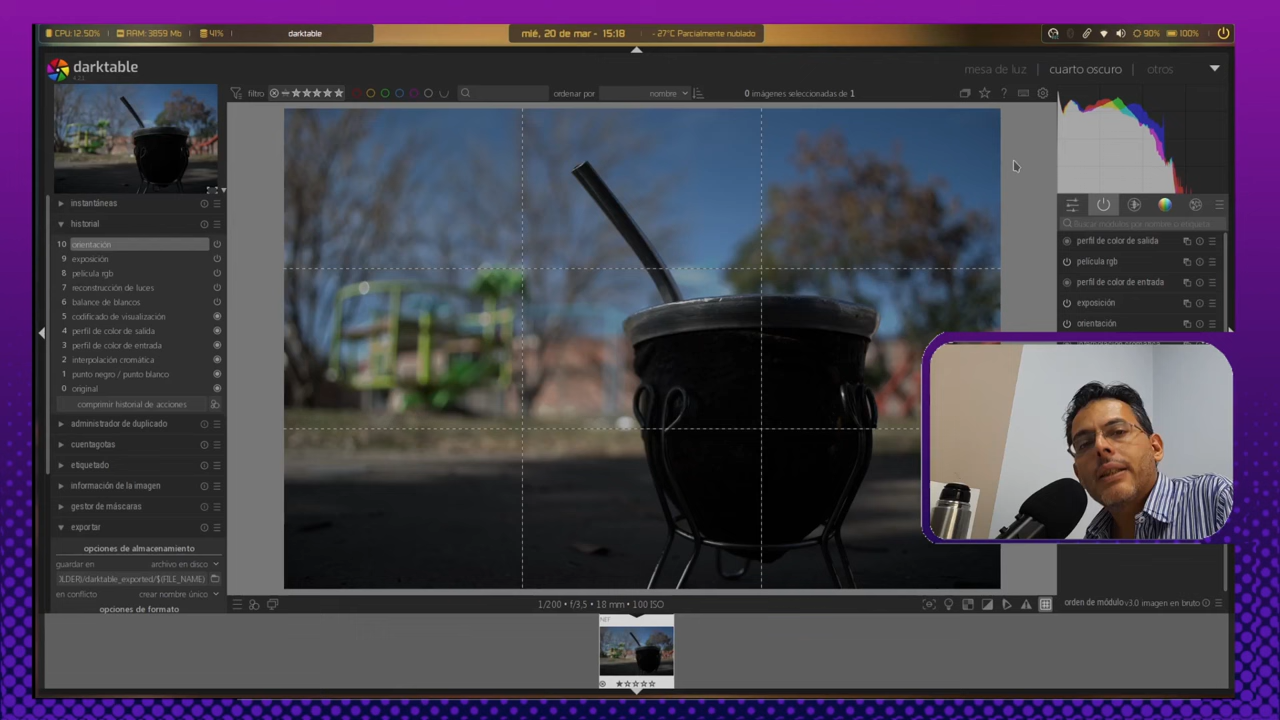 CPU:12.50% RAM: 3859 Mb 41% darktable mié, 20 de mar - 15:18 - 27°C Parcialmente nublado 90% 100%
darktable
mesa de luz | cuarto oscuro | otros
filtro ordenar por nombre 0 imágenes seleccionadas de 1
instantáneas
historial
10 orientación
9 exposición
8 película rgb
7 reconstrucción de luces
6 balance de blancos
5 codificado de visualización
4 perfil de color de salida
3 perfil de color de entrada
2 interpolación cromática
1 punto negro / punto blanco
0 original
comprimir historial de acciones
administrador de duplicado
cuentagotas
etiquetado
información de la imagen
gestor de máscaras
exportar
opciones de almacenamiento
guardar en archivo en disco
OLDER)/darktable_exported/$(FILE_NAME)
en conflicto crear nombre único
opciones de formato
1/200 • f/3,5 • 18 mm • 100 ISO
Buscar módulos por nombre o etiqueta
perfil de color de salida
película rgb
perfil de color de entrada
exposición
orientación
orden de módulo v3.0 imagen en bruto